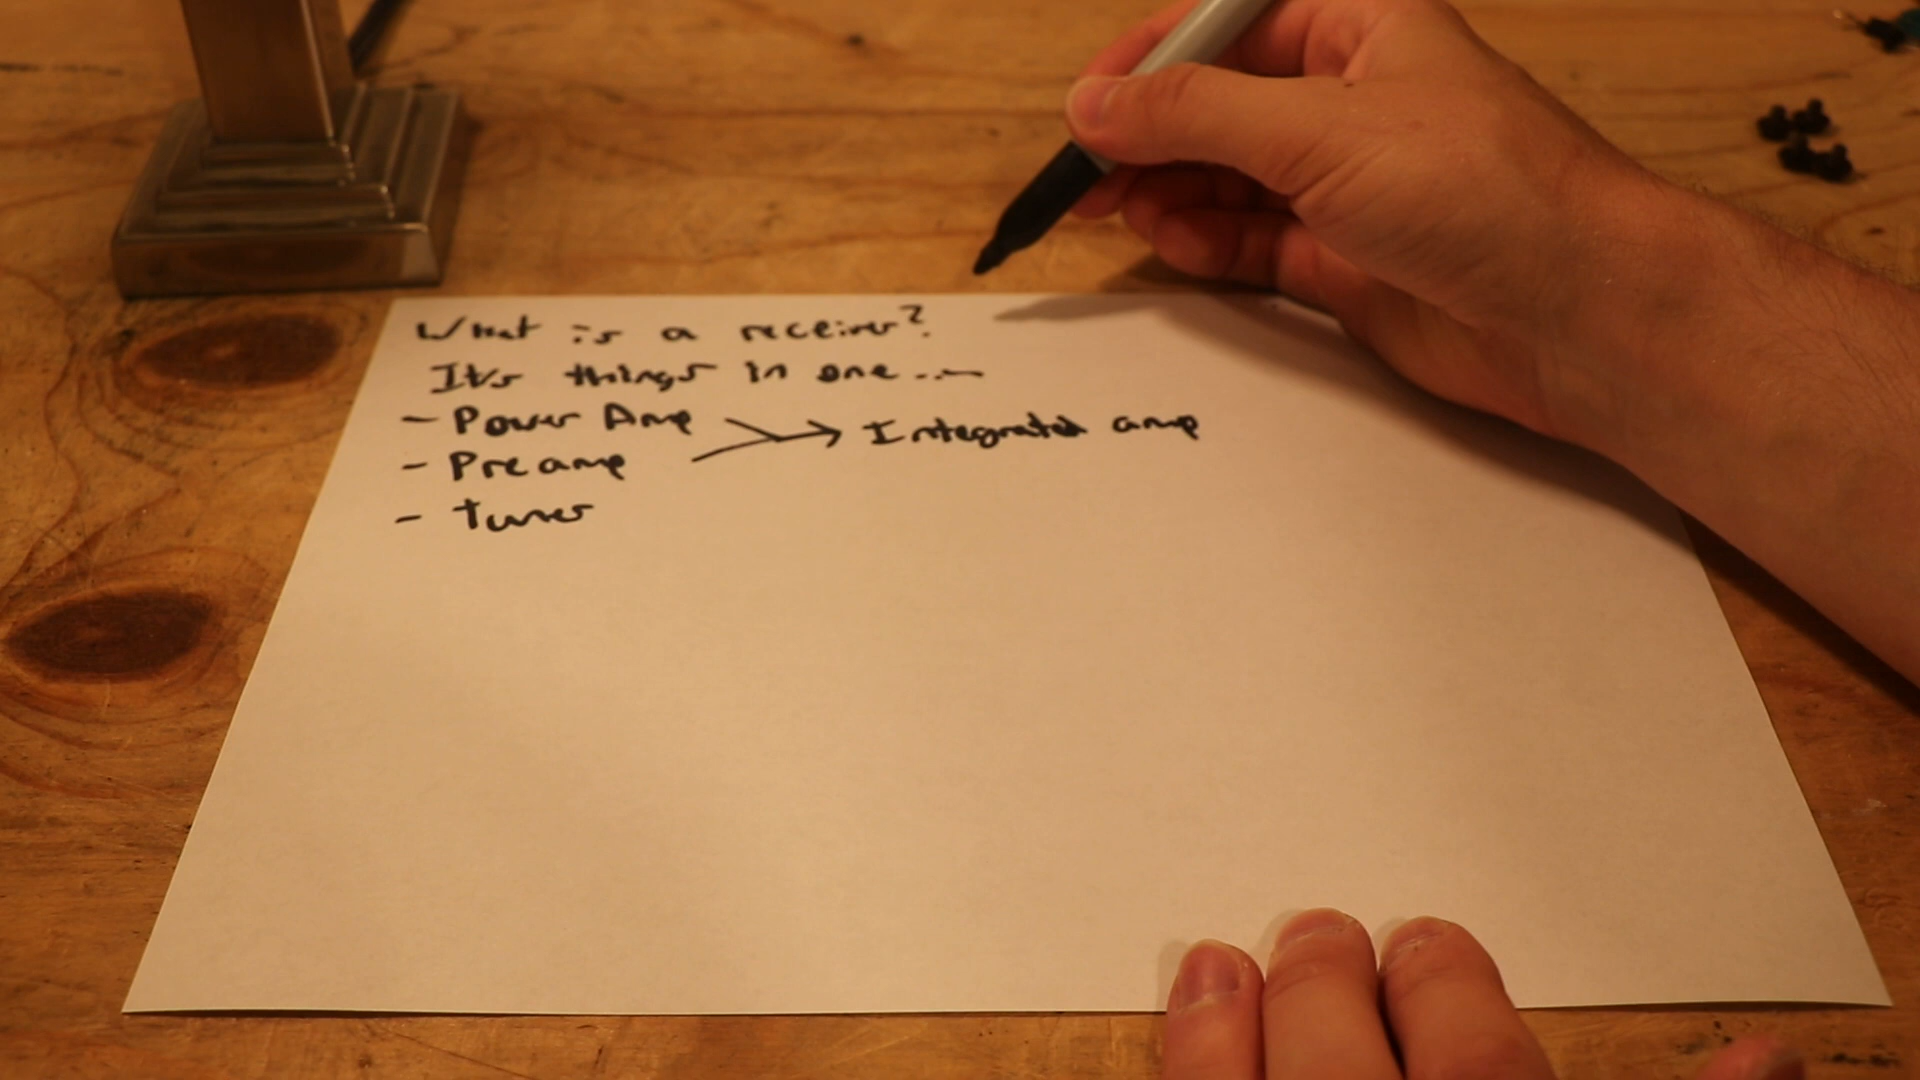 What is a receiver?
It's things in one...
- Power Amp
- Preamp
→ Integrated amp
- tuner